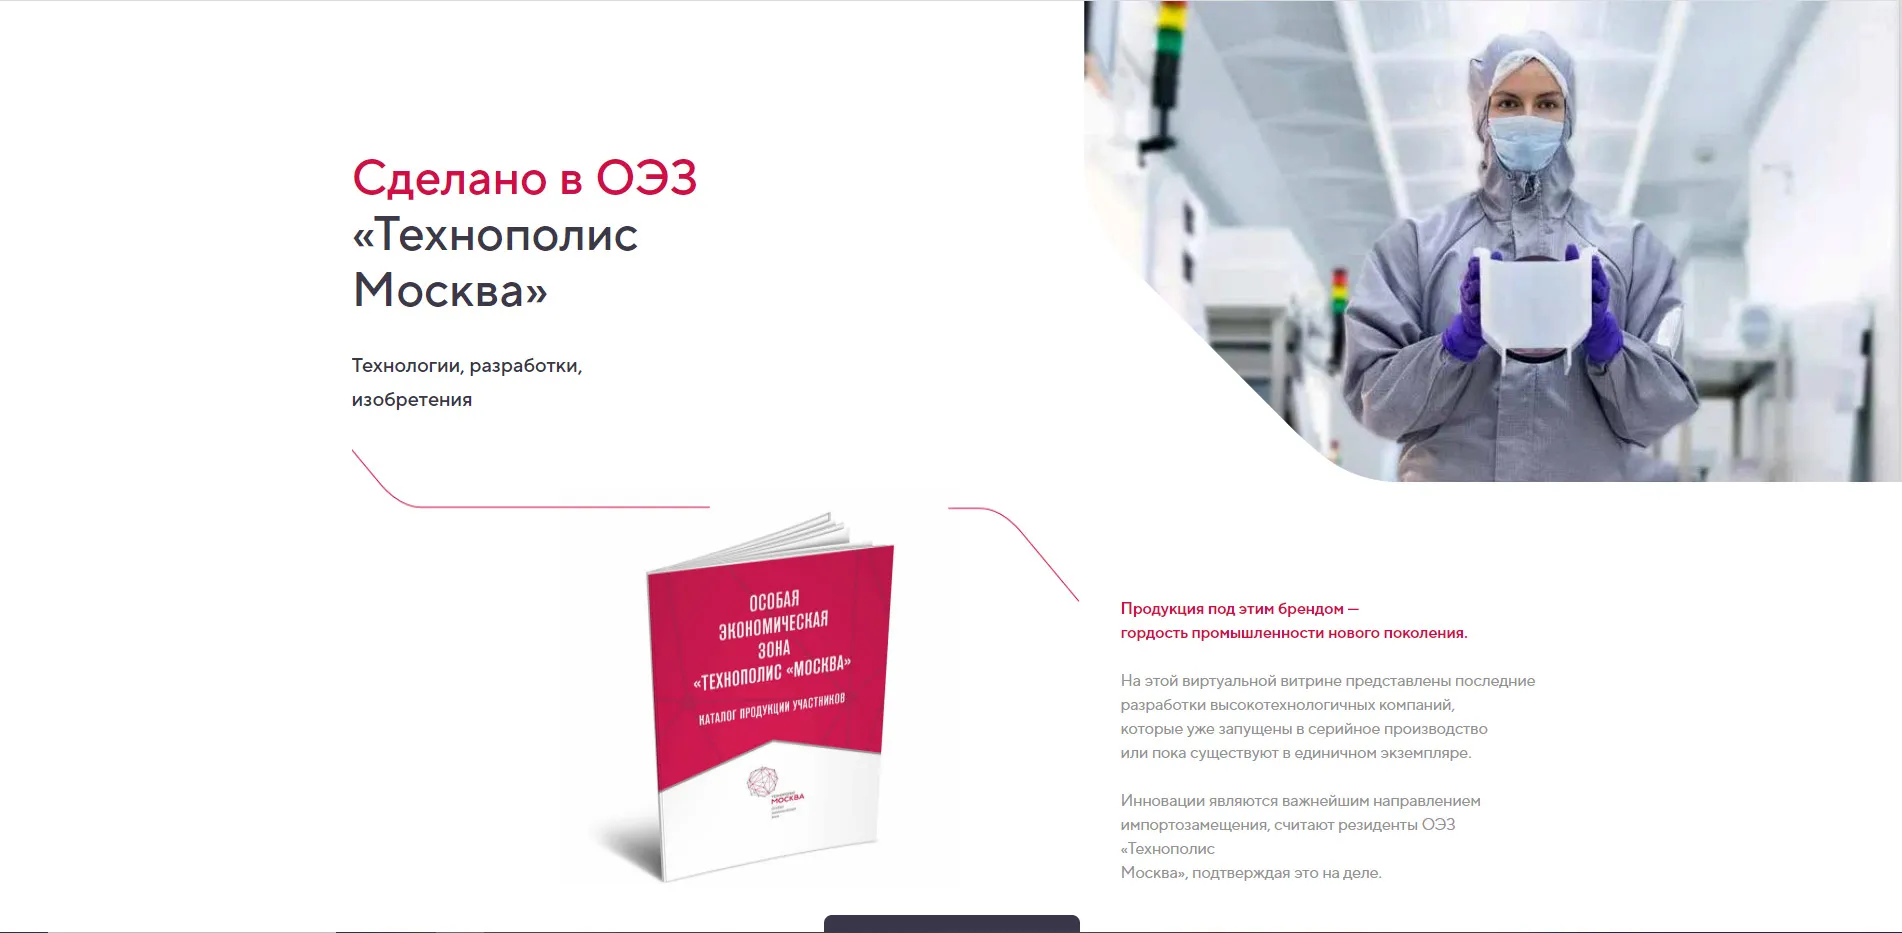 Сделано в ОЭЗ
«Технополис
Москва»
Технологии, разработки,
изобретения
ОСОБАЯ
ЭКОНОМИЧЕСКАЯ
ЗОНА
«ТЕХНОПОЛИС «МОСКВА»
КАТАЛОГ ПРОДУКЦИИ УЧАСТНИКОВ
МОСКВА
Продукция под этим брендом —
гордость промышленности нового поколения.
На этой виртуальной витрине представлены последние
разработки высокотехнологичных компаний,
которые уже запущены в серийное производство
или пока существуют в единичном экземпляре.
Инновации являются важнейшим направлением
импортозамещения, считают резиденты ОЭЗ
«Технополис
Москва», подтверждая это на деле.